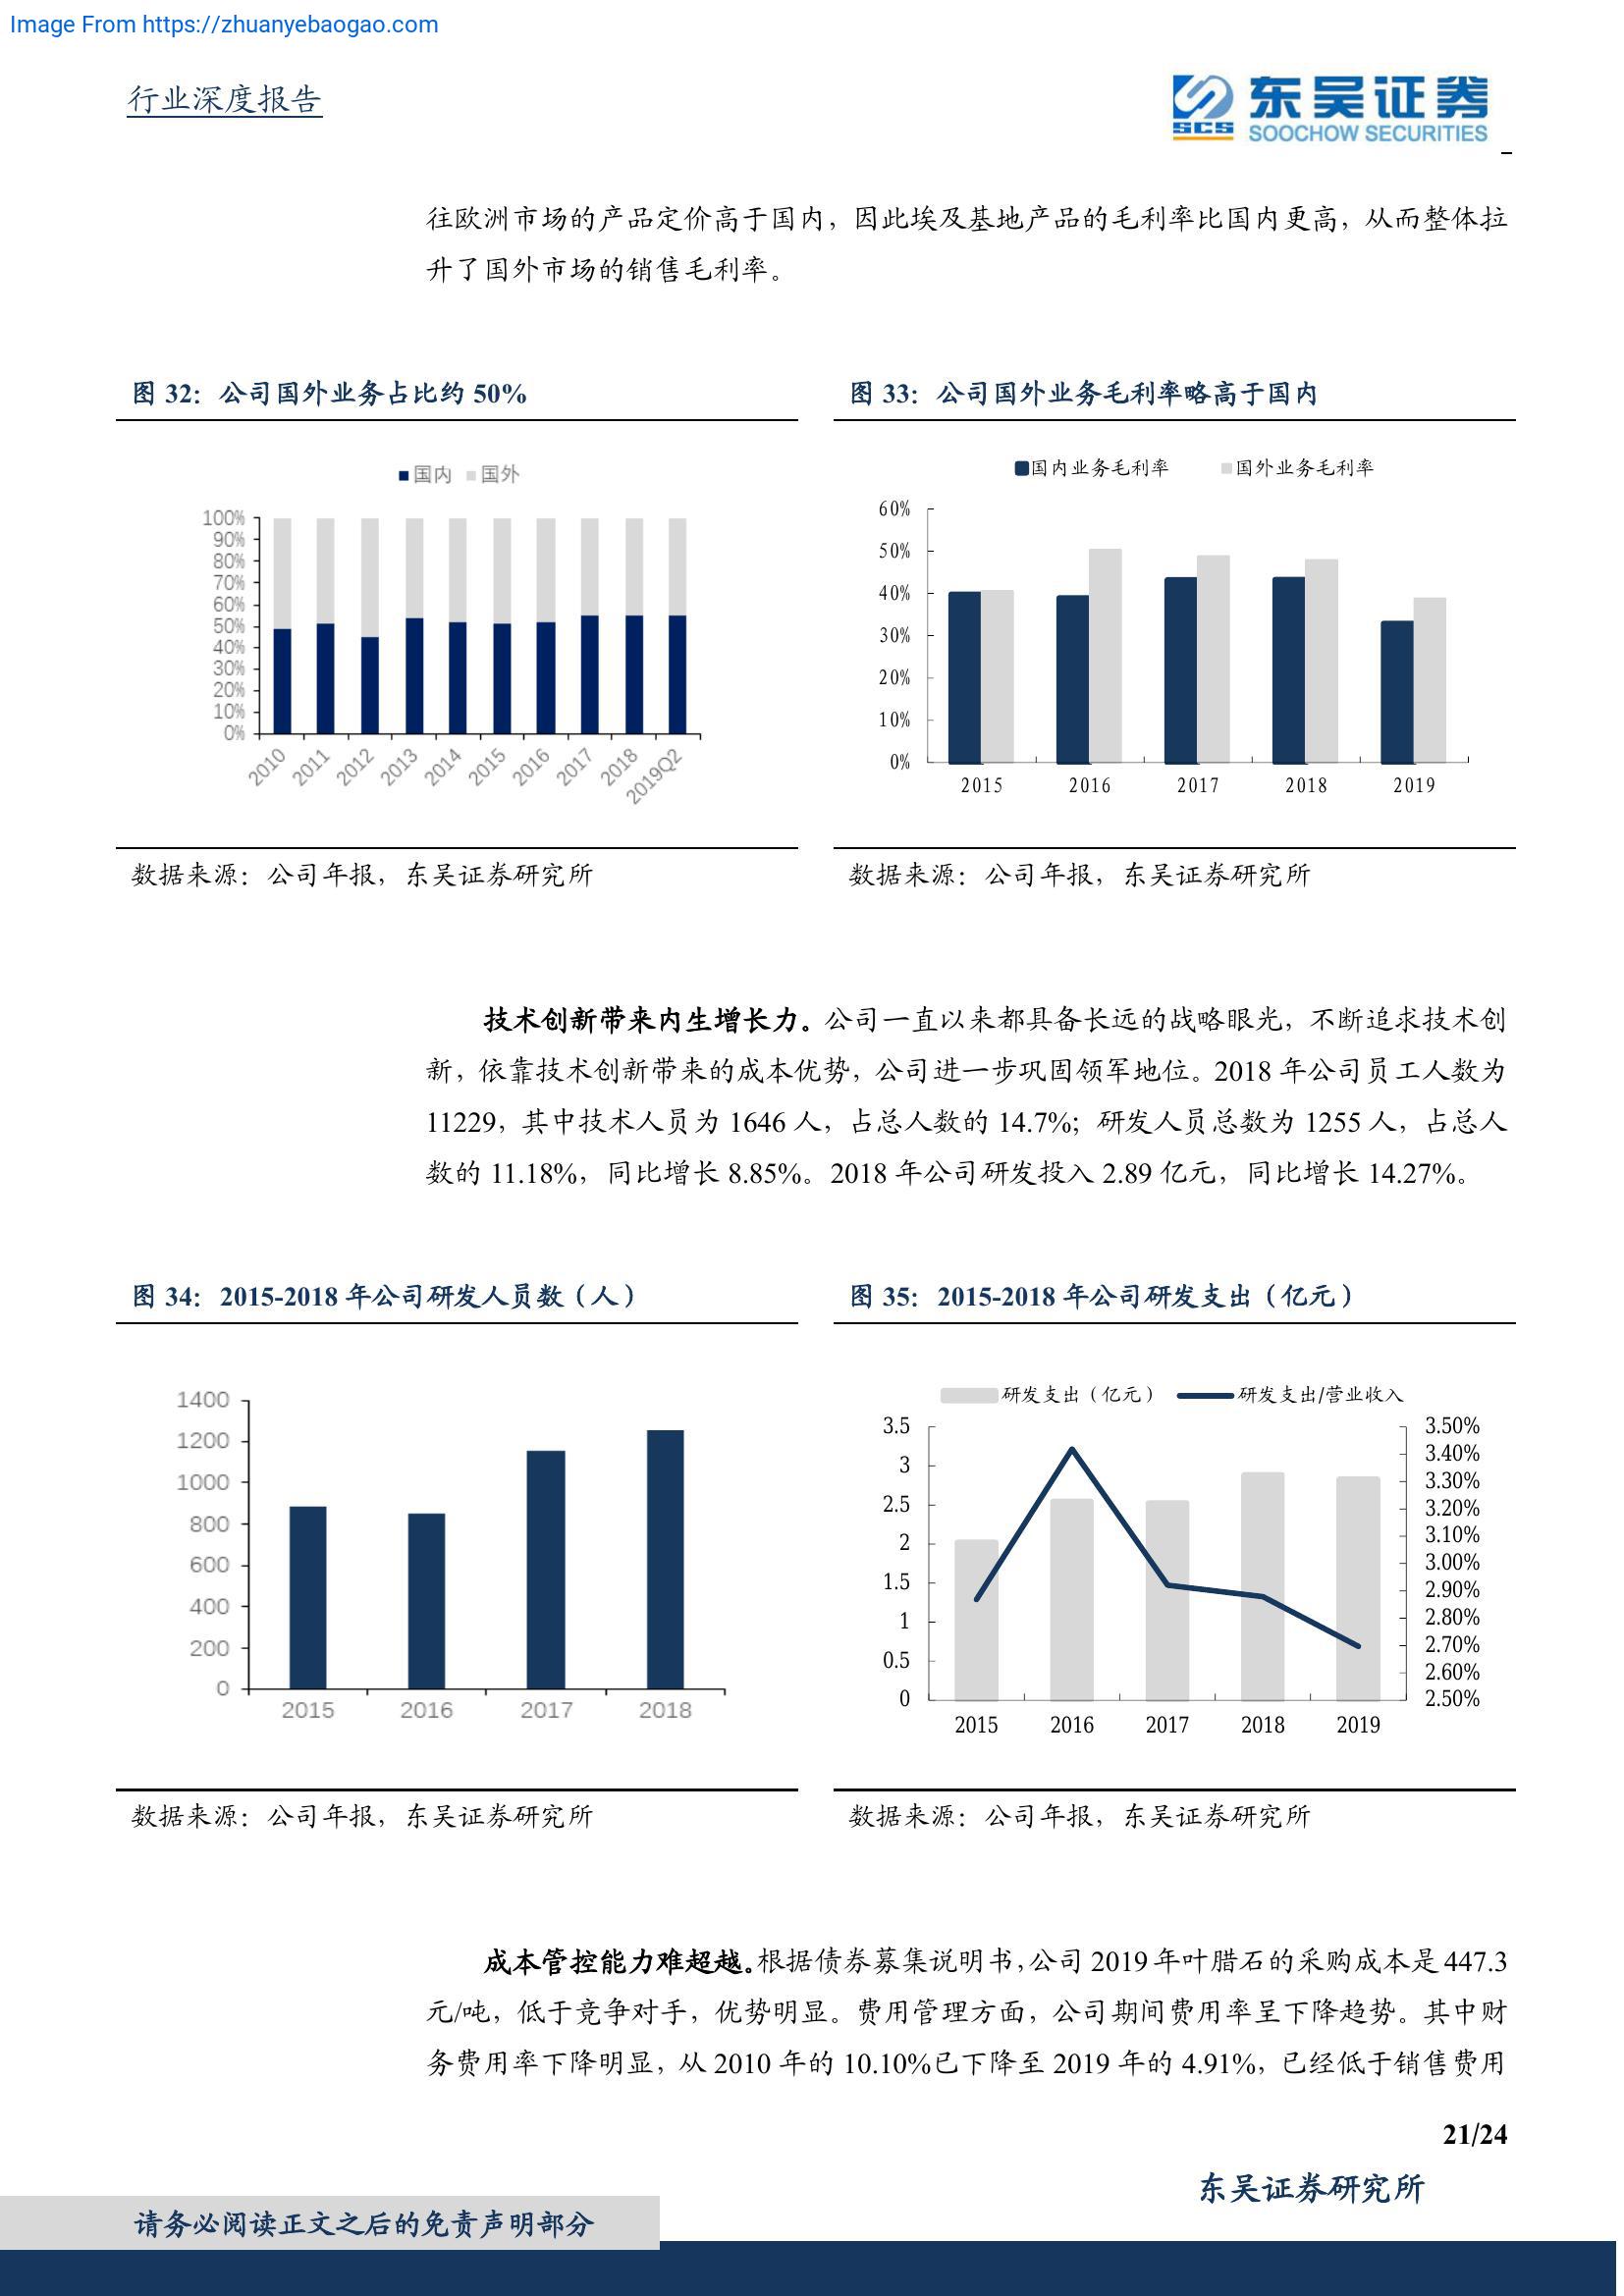 Image From https://zhuanyebaogao.com
行业深度报告
SCS
东吴证券
SOOCHOW SECURITIES
往欧洲市场的产品定价高于国内，因此埃及基地产品的毛利率比国内更高，从而整体拉
升了国外市场的销售毛利率。
图 32：公司国外业务占比约 50%
国内 国外
100%
90%
80%
70%
60%
50%
40%
30%
20%
10%
0%
2010 2011 2012 2013 2014 2015 2016 2017 2018 2019Q2
数据来源：公司年报，东吴证券研究所
图 33：公司国外业务毛利率略高于国内
国内业务毛利率 国外业务毛利率
60%
50%
40%
30%
20%
10%
0%
2015 2016 2017 2018 2019
数据来源：公司年报，东吴证券研究所
技术创新带来内生增长力。公司一直以来都具备长远的战略眼光，不断追求技术创
新，依靠技术创新带来的成本优势，公司进一步巩固领军地位。2018 年公司员工人数为
11229，其中技术人员为 1646 人，占总人数的 14.7%；研发人员总数为 1255 人，占总人
数的 11.18%，同比增长 8.85%。2018 年公司研发投入 2.89 亿元，同比增长 14.27%。
图 34：2015-2018 年公司研发人员数（人）
1400
1200
1000
800
600
400
200
0
2015 2016 2017 2018
数据来源：公司年报，东吴证券研究所
图 35：2015-2018 年公司研发支出（亿元）
研发支出（亿元） 研发支出/营业收入
3.5
3
2.5
2
1.5
1
0.5
0
3.50%
3.40%
3.30%
3.20%
3.10%
3.00%
2.90%
2.80%
2.70%
2.60%
2.50%
2015 2016 2017 2018 2019
数据来源：公司年报，东吴证券研究所
成本管控能力难超越。根据债券募集说明书，公司 2019 年叶腊石的采购成本是 447.3
元/吨，低于竞争对手，优势明显。费用管理方面，公司期间费用率呈下降趋势。其中财
务费用率下降明显，从 2010 年的 10.10%已下降至 2019 年的 4.91%，已经低于销售费用
21/24
东吴证券研究所
请务必阅读正文之后的免责声明部分